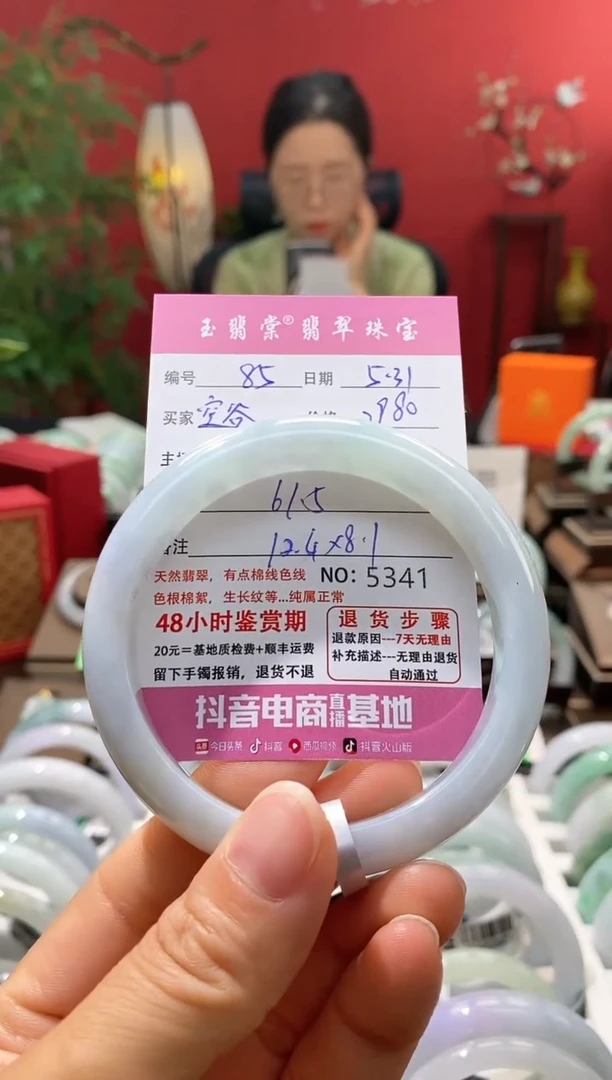 玉翡棠®翡翠珠宝
编号 85 日期 5.31
买家 空谷 2980
61.5
备注 12.4x8.1
天然翡翠，有点棉线色线 NO: 5341
色根棉絮，生长纹等...纯属正常
48小时鉴赏期
20元=基地质检费+顺丰运费
留下手镯报销，退货不退
退货步骤
退款原因---7天无理由
补充描述---无理由退货
自动通过
抖音电商直播基地
头条 今日头条 抖音 西瓜视频 抖音火山版